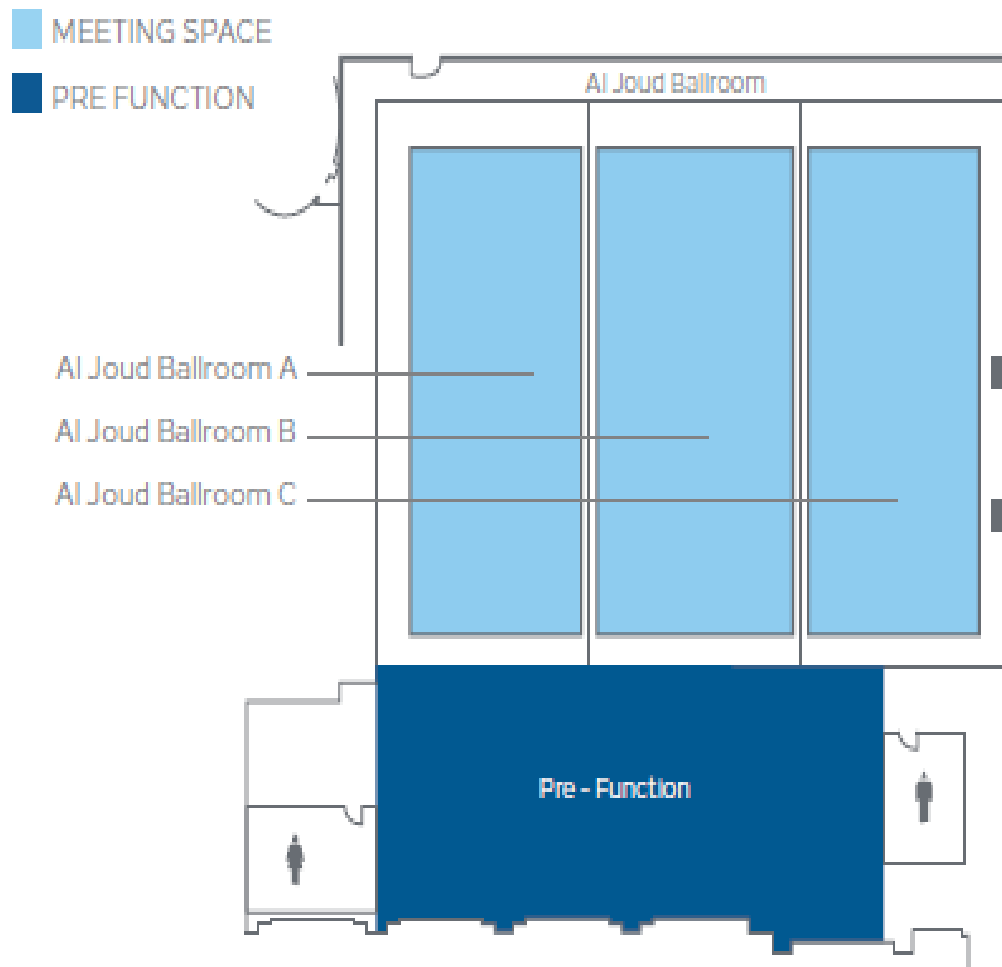 MEETING SPACE
PRE FUNCTION
Al Joud Ballroom
Al Joud Ballroom A
Al Joud Ballroom B
Al Joud Ballroom C
Pre - Function